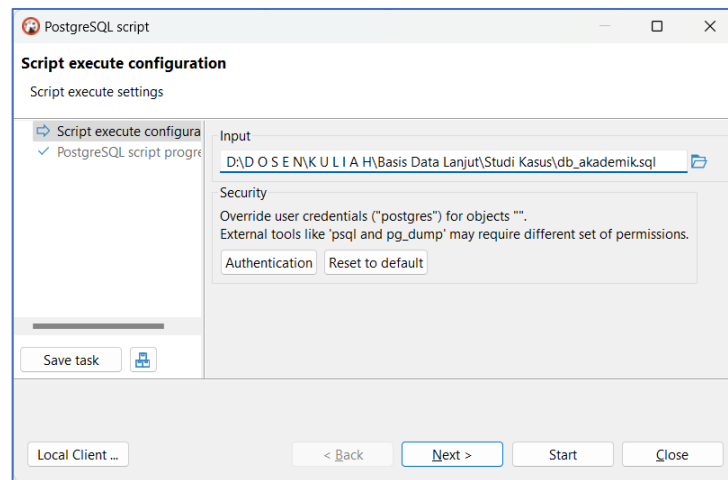 PostgreSQL script
Script execute configuration
Script execute settings
Script execute configura
PostgreSQL script progre
Input
D:\D O S E N\K U L I A H\Basis Data Lanjut\Studi Kasus\db_akademik.sql
Security
Override user credentials ("postgres") for objects "".
External tools like 'psql and pg_dump' may require different set of permissions.
Authentication Reset to default
Save task
Local Client ... < Back Next > Start Close